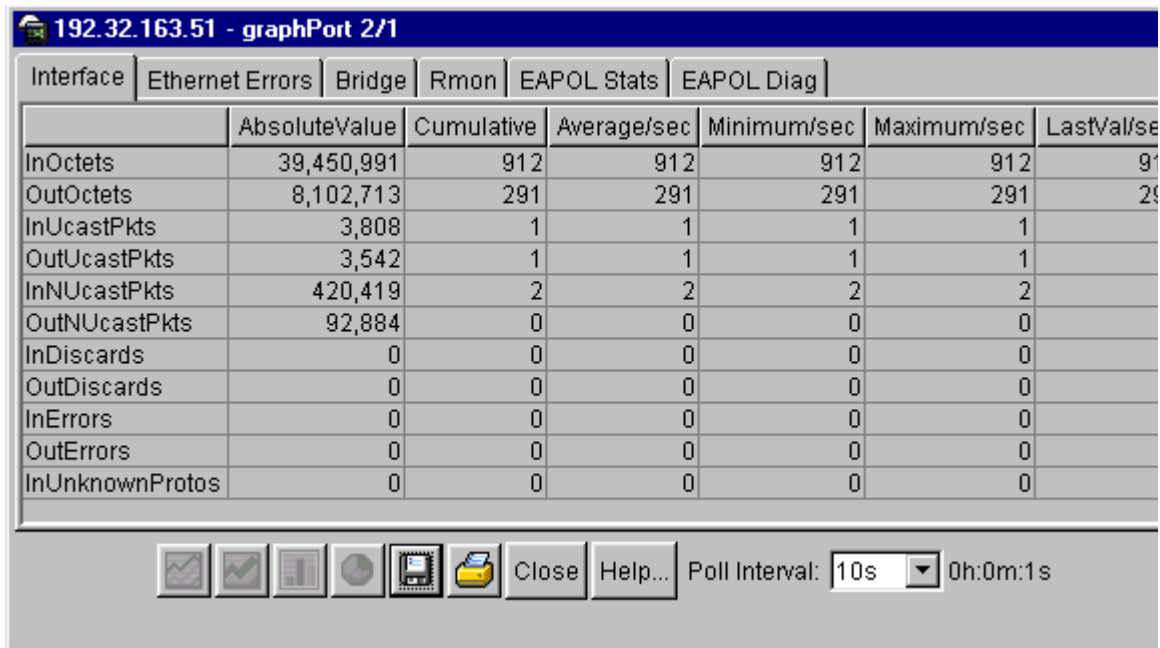 192.32.163.51 - graphPort 2/1
Interface Ethernet Errors Bridge Rmon EAPOL Stats EAPOL Diag
AbsoluteValue Cumulative Average/sec Minimum/sec Maximum/sec LastVal/se
InOctets 39,450,991 912 912 912 912 91
OutOctets 8,102,713 291 291 291 291 29
InUcastPkts 3,808 1 1 1 1
OutUcastPkts 3,542 1 1 1 1
InNUcastPkts 420,419 2 2 2 2
OutNUcastPkts 92,884 0 0 0 0
InDiscards 0 0 0 0 0
OutDiscards 0 0 0 0 0
InErrors 0 0 0 0 0
OutErrors 0 0 0 0 0
InUnknownProtos 0 0 0 0 0
Close Help... Poll Interval: 10s 0h:0m:1s